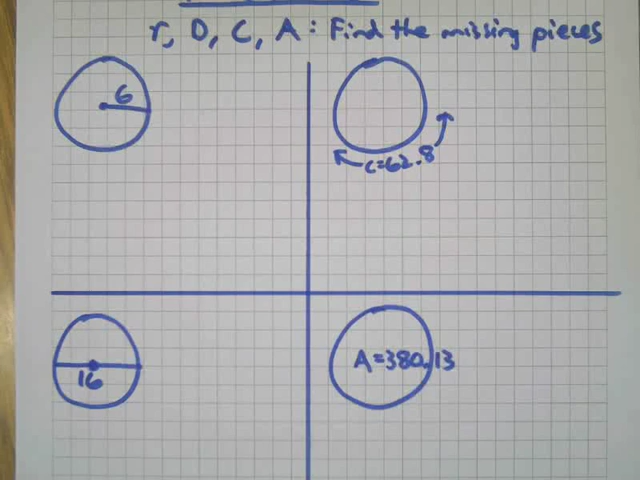 r, D, C, A : Find the missing pieces
6
C=62.8
16
A=380.13